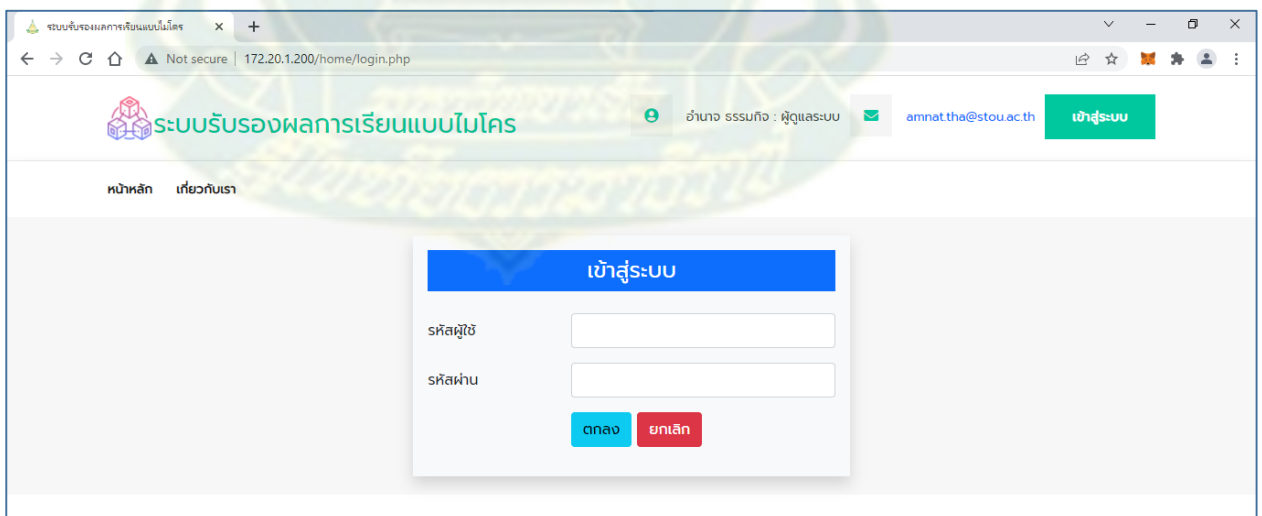 ระบบรับรองผลการเรียนแบบไมโคร
Not secure | 172.20.1.200/home/login.php
ระบบรับรองผลการเรียนแบบไมโคร
อำนาจ ธรรมกิจ : ผู้ดูแลระบบ
amnat.tha@stou.ac.th
เข้าสู่ระบบ
หน้าหลัก เกี่ยวกับเรา
เข้าสู่ระบบ
รหัสผู้ใช้
รหัสผ่าน
ตกลง ยกเลิก